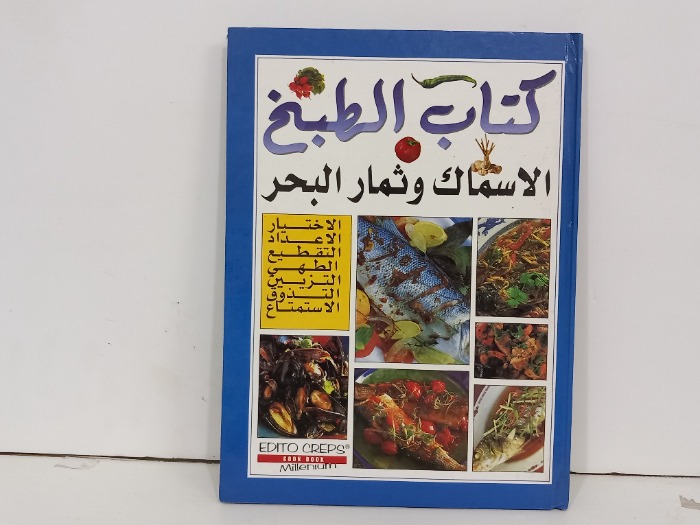 كتاب الطبخ
الاسماك وثمار البحر
الاختيار
الاعداد
التقطيع
الطهي
التزيين
التذوق
الاستمتاع
EDITO CREPS®
COOK BOOK
Millenium